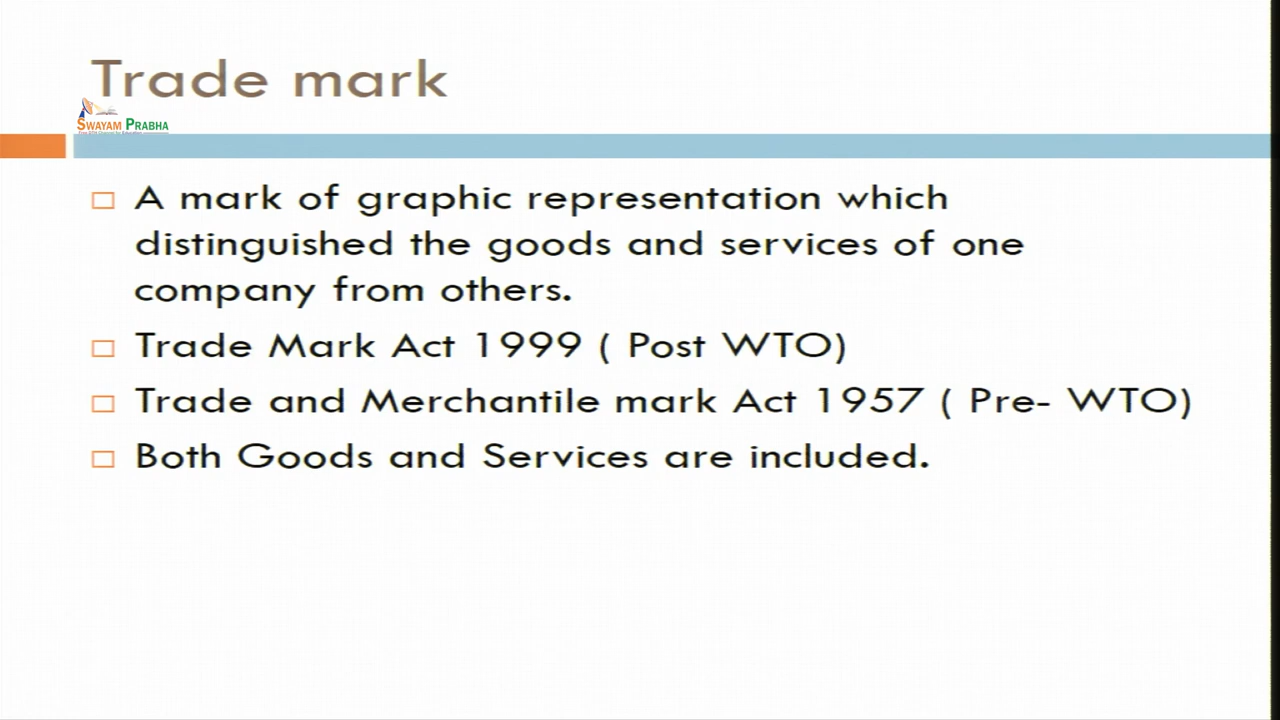 Trade mark
SWAYAM PRABHA
A mark of graphic representation which
distinguished the goods and services of one
company from others.
Trade Mark Act 1999 ( Post WTO)
Trade and Merchantile mark Act 1957 ( Pre- WTO)
Both Goods and Services are included.